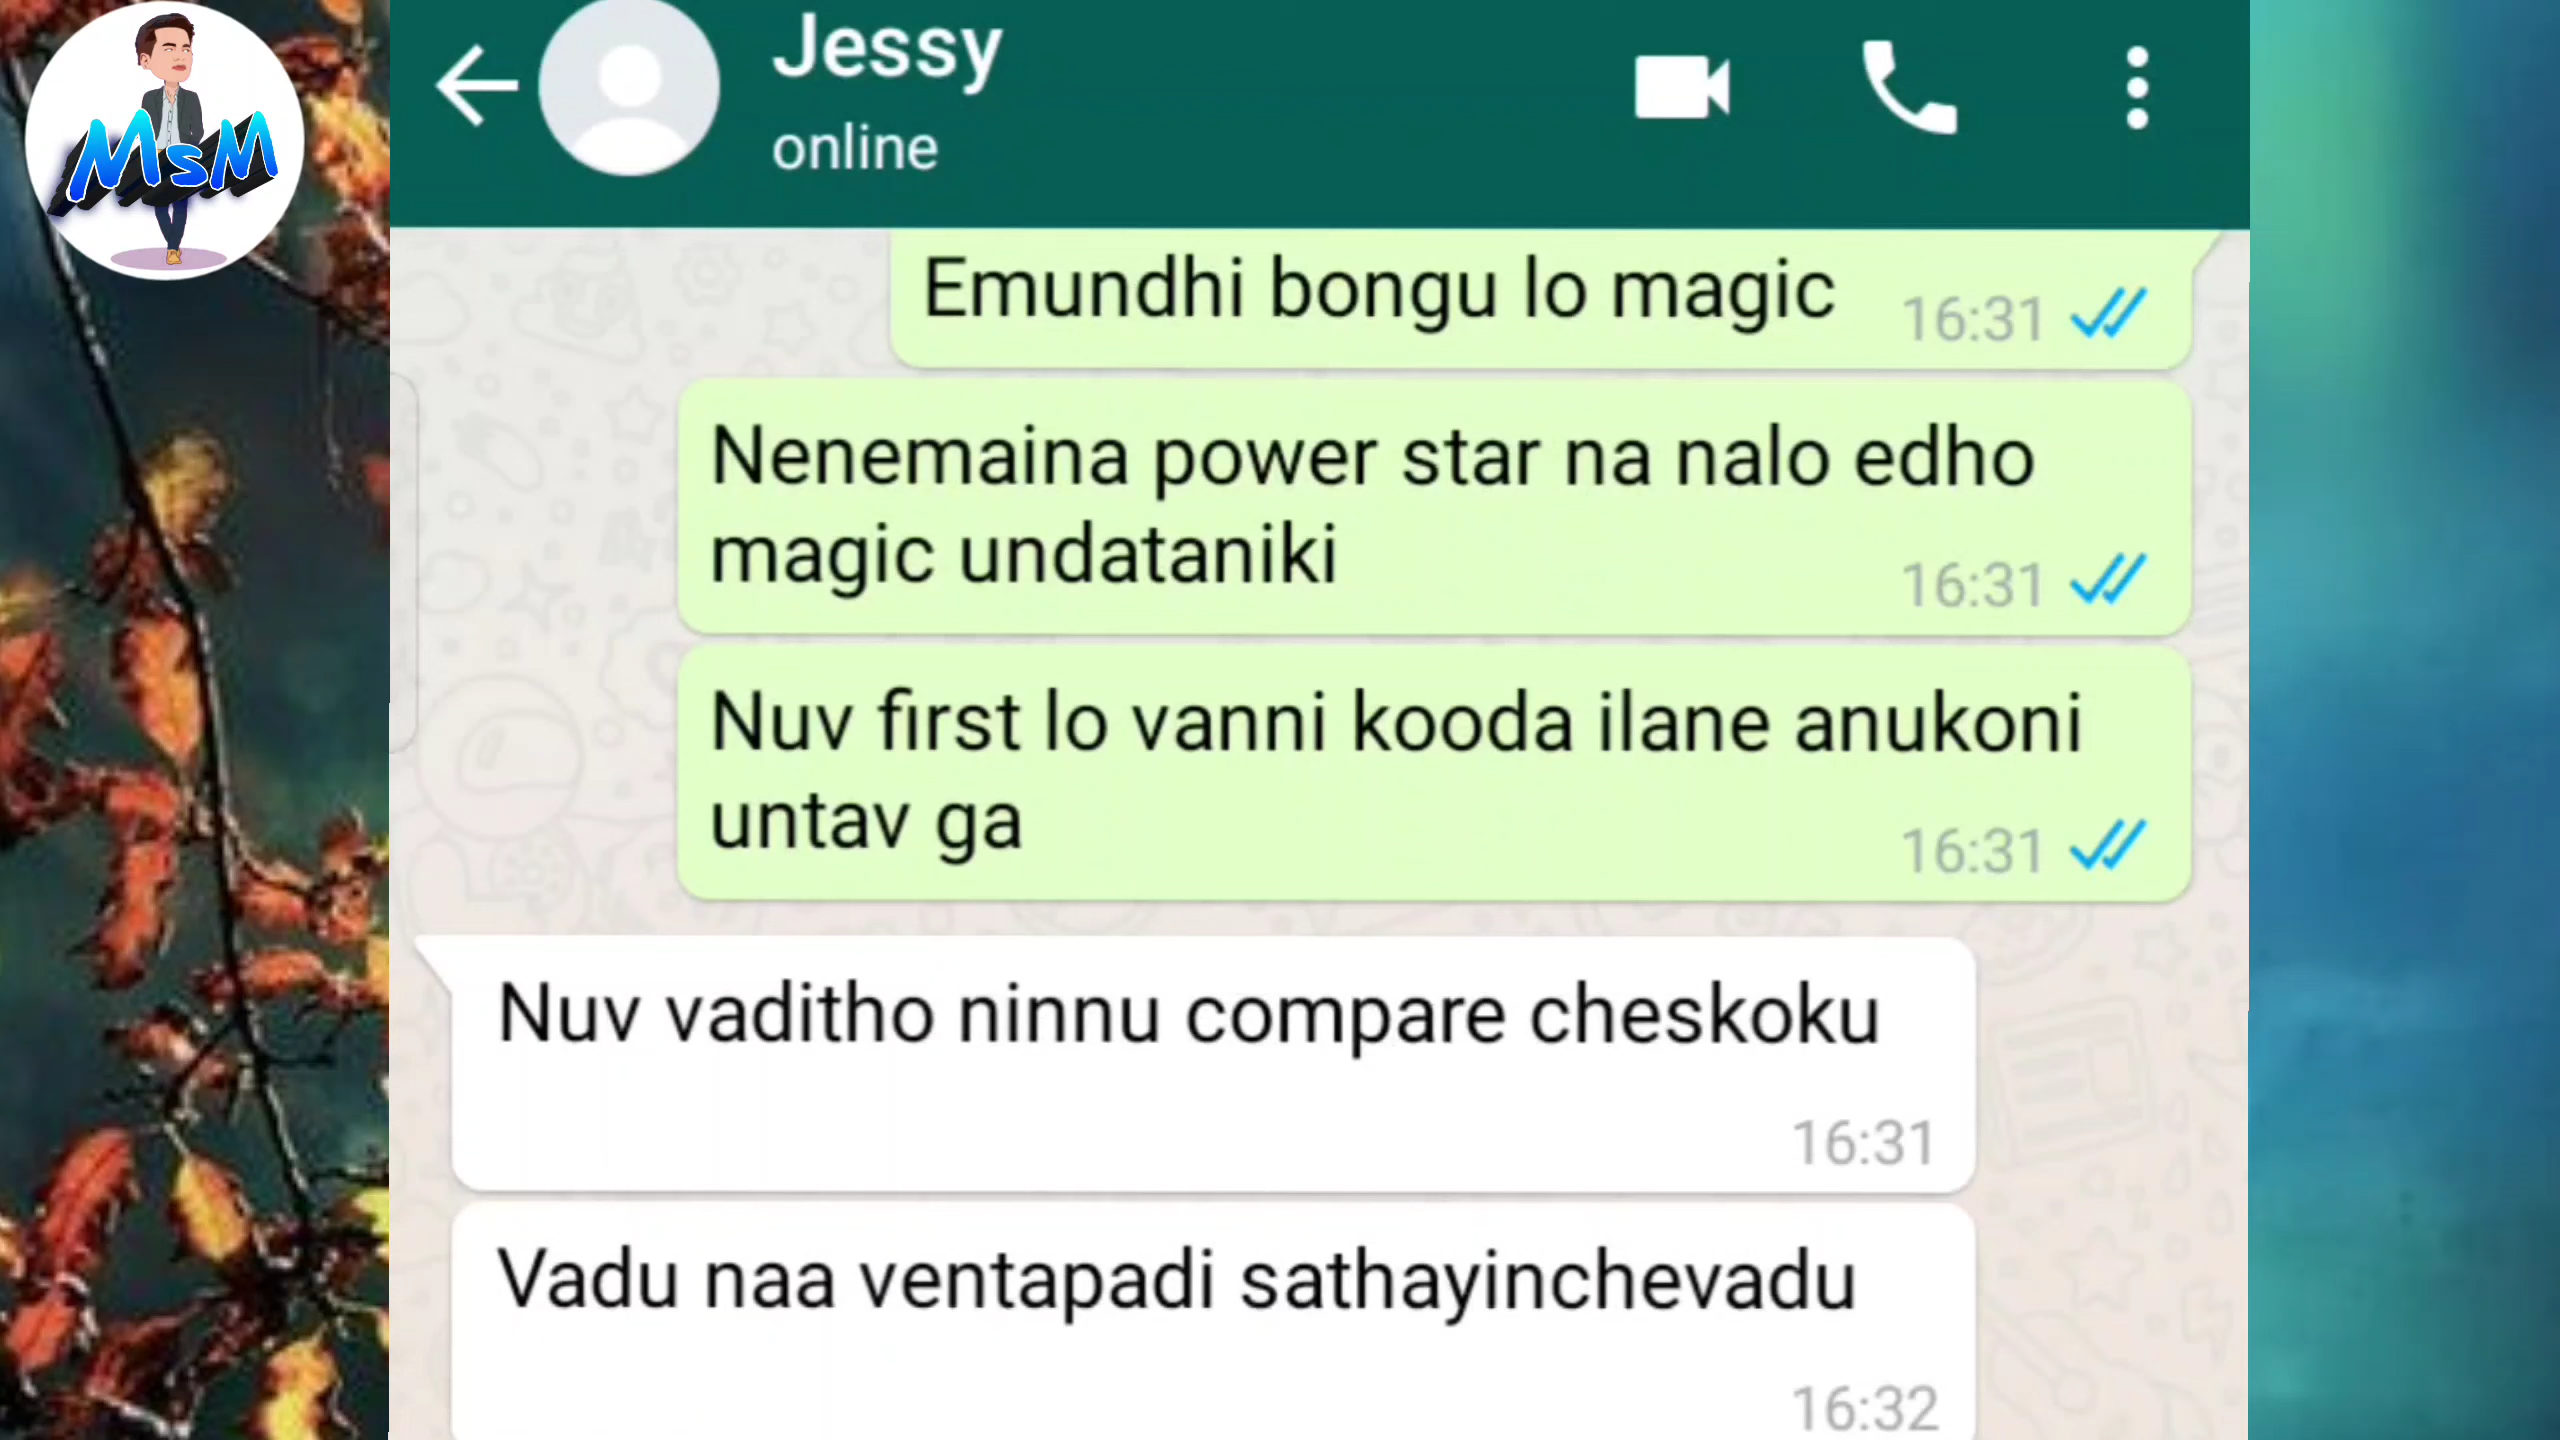 MsM
Jessy
online
Emundhi bongu lo magic
16:31
Nenemaina power star na nalo edho
magic undataniki
16:31
Nuv first lo vanni kooda ilane anukoni
untav ga
16:31
Nuv vaditho ninnu compare cheskoku
16:31
Vadu naa ventapadi sathayinchevadu
16:32